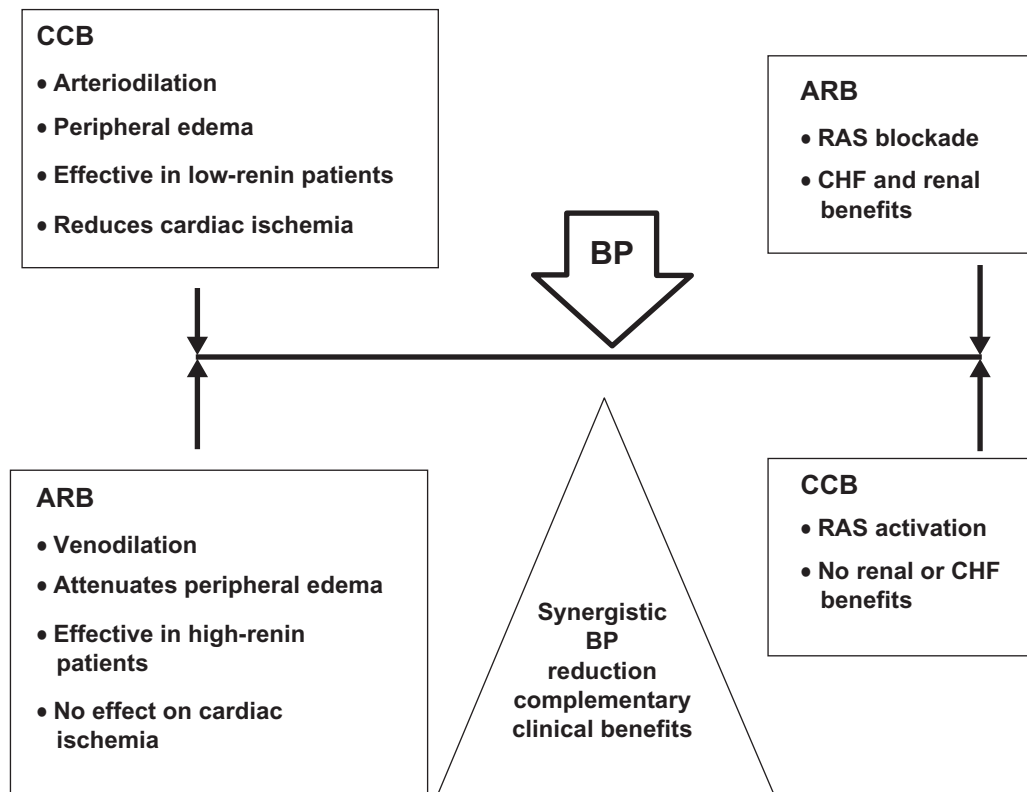 CCB
• Arteriodilation
• Peripheral edema
• Effective in low-renin patients
• Reduces cardiac ischemia
BP
ARB
• RAS blockade
• CHF and renal
benefits
ARB
• Venodilation
• Attenuates peripheral edema
• Effective in high-renin
patients
• No effect on cardiac
ischemia
Synergistic
BP
reduction
complementary
clinical benefits
CCB
• RAS activation
• No renal or CHF
benefits